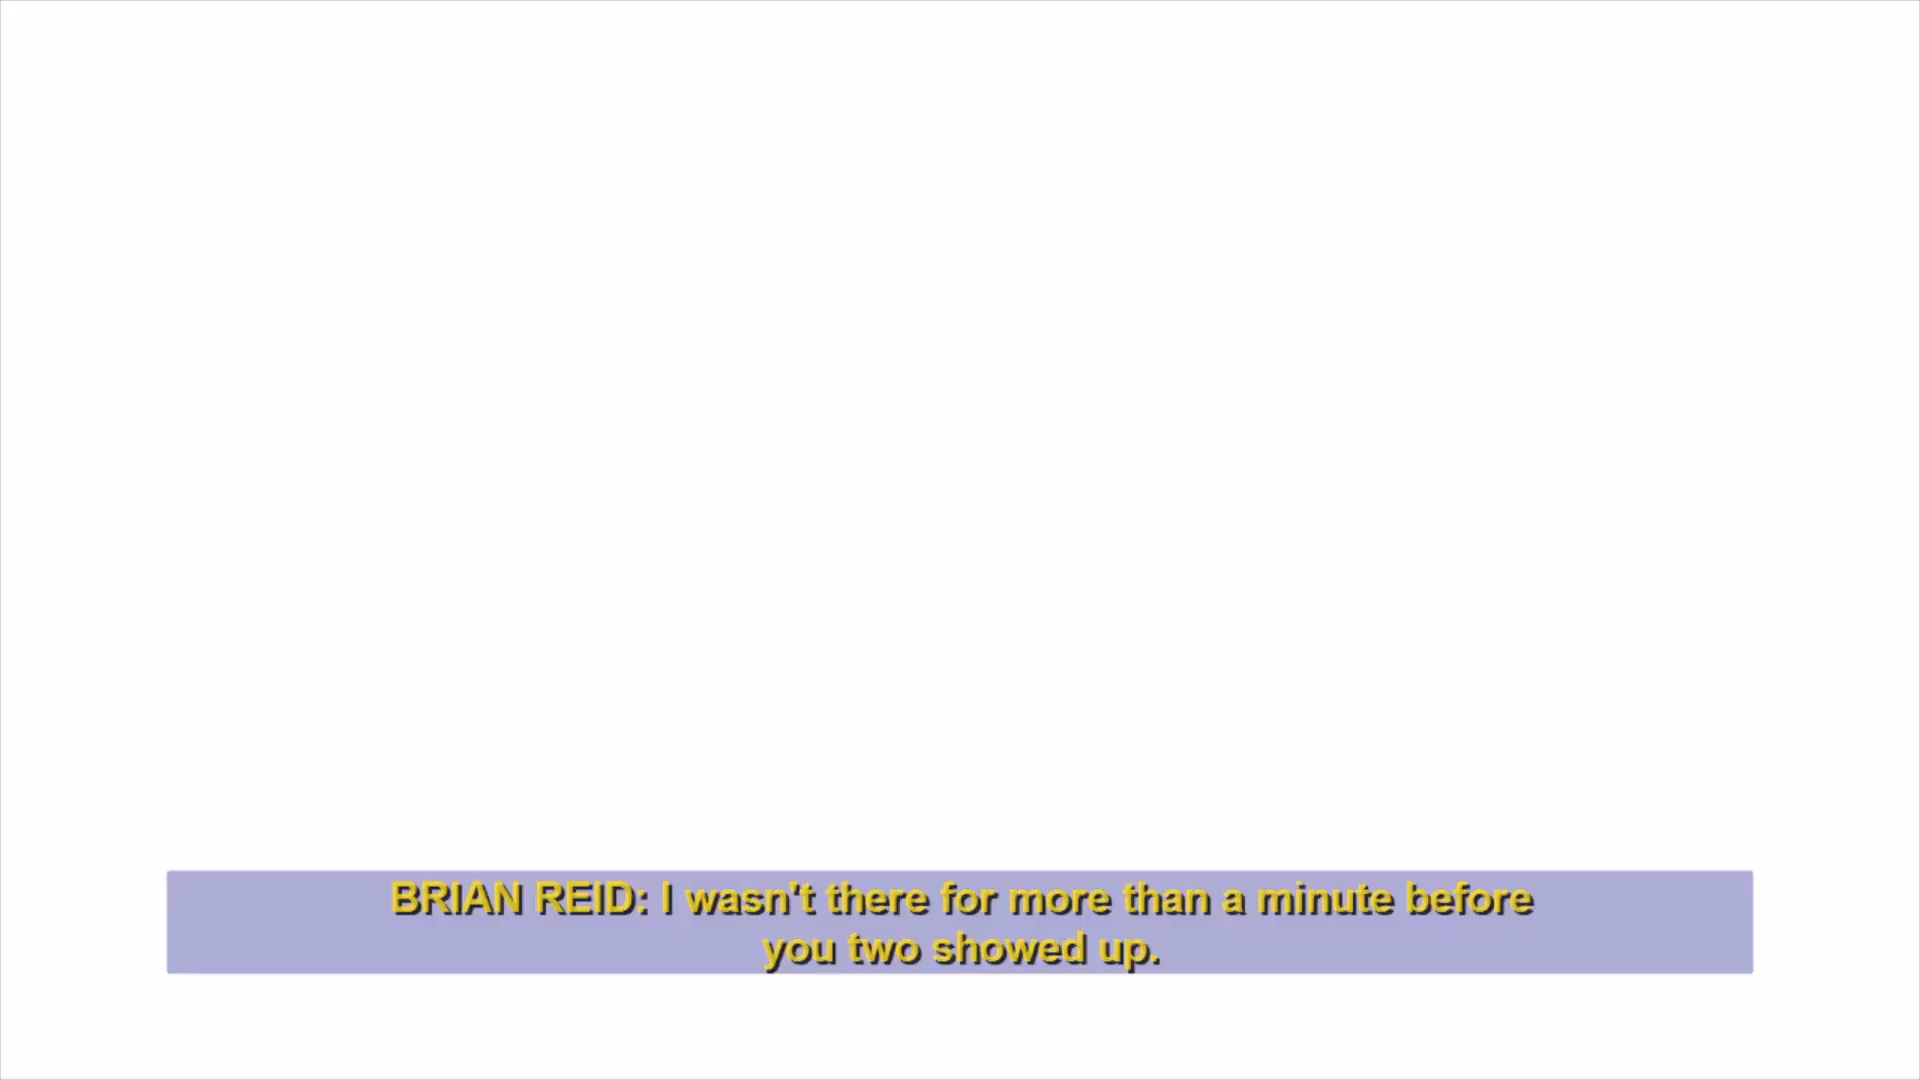 BRIAN REID: I wasn't there for more than a minute before
you two showed up.